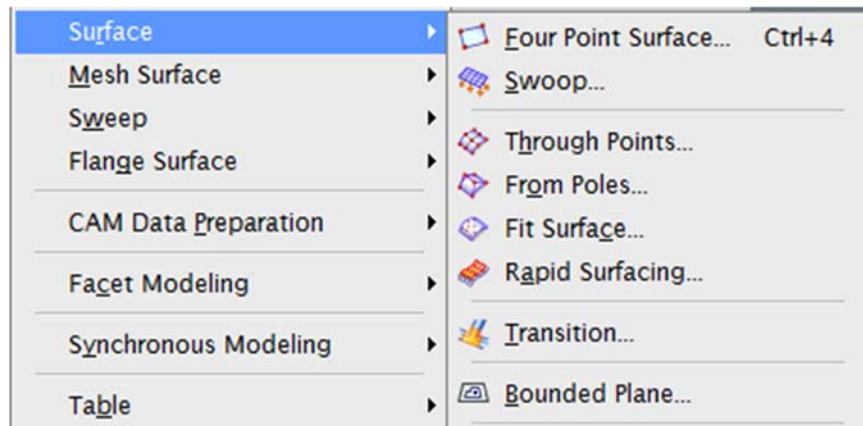 Surface
Mesh Surface
Sweep
Flange Surface
CAM Data Preparation
Facet Modeling
Synchronous Modeling
Table
Four Point Surface... Ctrl+4
Swoop...
Through Points...
From Poles...
Fit Surface...
Rapid Surfacing...
Transition...
Bounded Plane...